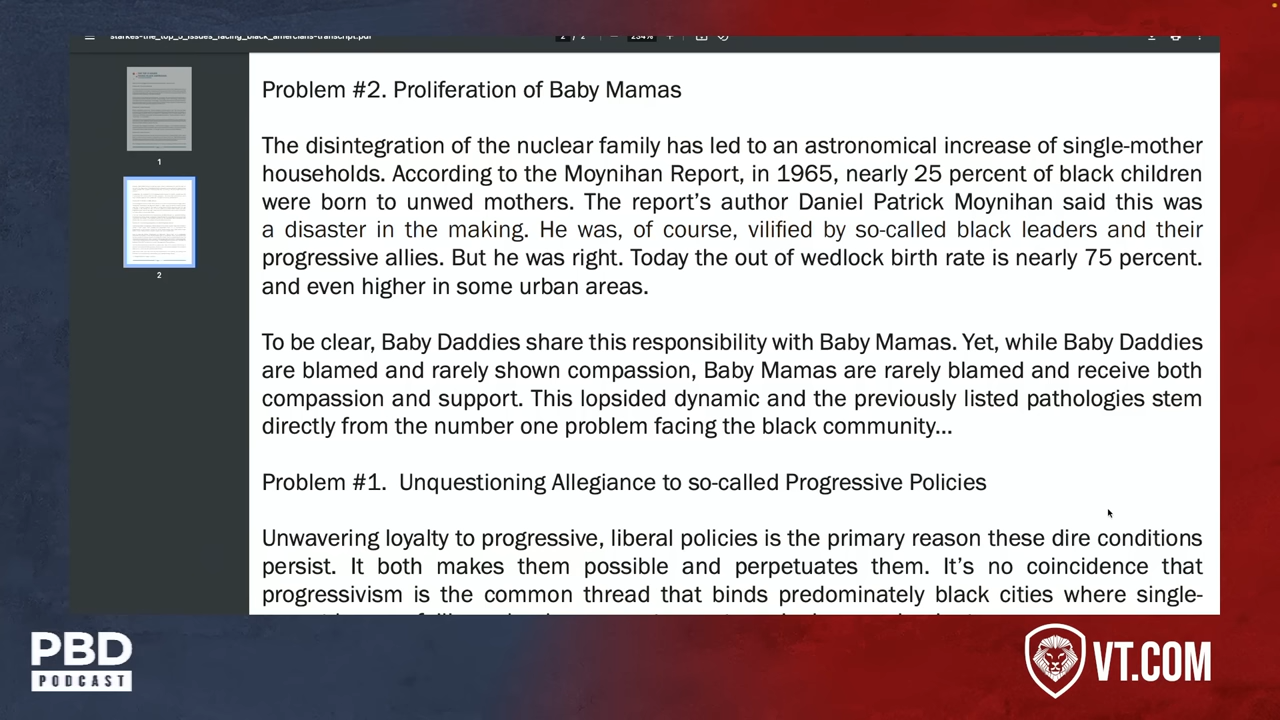 starkes-the_top_5_issues_facing_black_amercians-transcript.pdf
2 / 2
234%
1
2
Problem #2. Proliferation of Baby Mamas
The disintegration of the nuclear family has led to an astronomical increase of single-mother
households. According to the Moynihan Report, in 1965, nearly 25 percent of black children
were born to unwed mothers. The report's author Daniel Patrick Moynihan said this was
a disaster in the making. He was, of course, vilified by so-called black leaders and their
progressive allies. But he was right. Today the out of wedlock birth rate is nearly 75 percent.
and even higher in some urban areas.
To be clear, Baby Daddies share this responsibility with Baby Mamas. Yet, while Baby Daddies
are blamed and rarely shown compassion, Baby Mamas are rarely blamed and receive both
compassion and support. This lopsided dynamic and the previously listed pathologies stem
directly from the number one problem facing the black community...
Problem #1. Unquestioning Allegiance to so-called Progressive Policies
Unwavering loyalty to progressive, liberal policies is the primary reason these dire conditions
persist. It both makes them possible and perpetuates them. It's no coincidence that
progressivism is the common thread that binds predominately black cities where single-
PBD
PODCAST
VT.COM